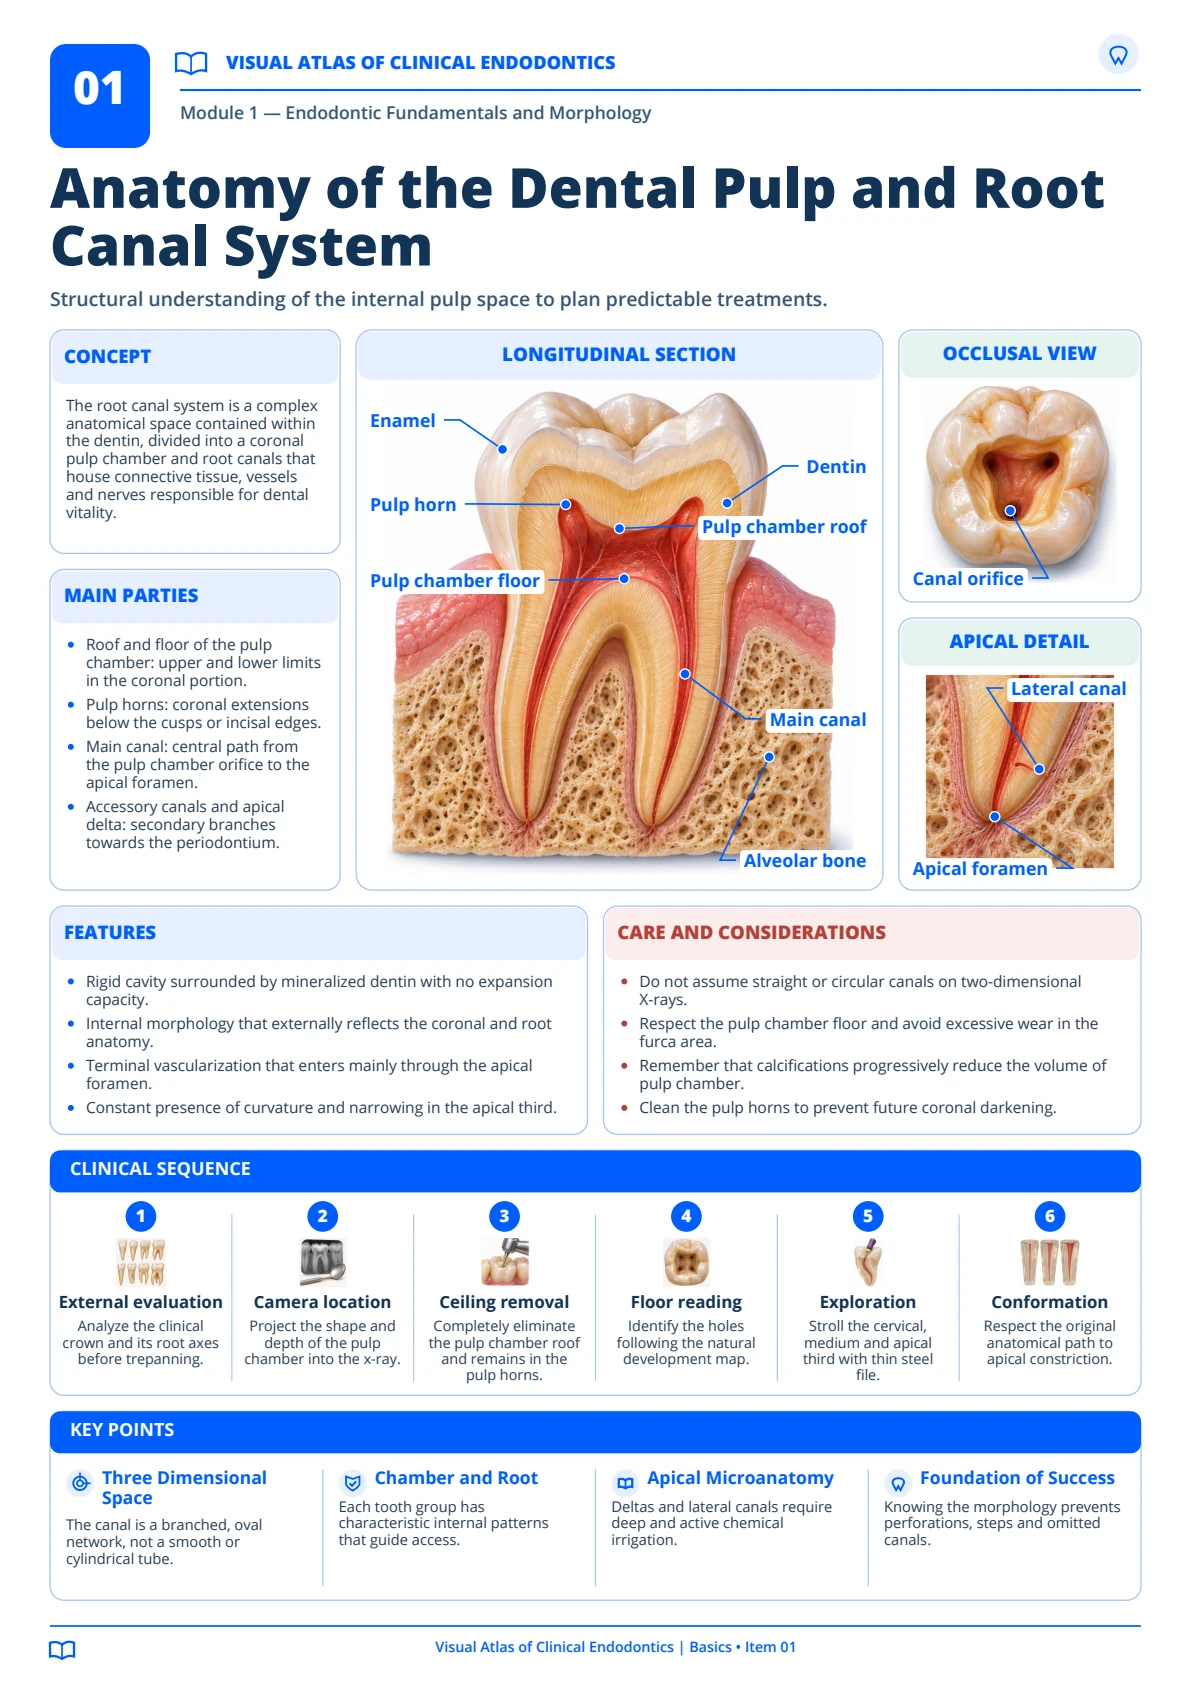 01
VISUAL ATLAS OF CLINICAL ENDODONTICS
Module 1 — Endodontic Fundamentals and Morphology
Anatomy of the Dental Pulp and Root
Canal System
Structural understanding of the internal pulp space to plan predictable treatments.
CONCEPT
The root canal system is a complex
anatomical space contained within
the dentin, divided into a coronal
pulp chamber and root canals that
house connective tissue, vessels
and nerves responsible for dental
vitality.
MAIN PARTIES
• Roof and floor of the pulp
chamber: upper and lower limits
in the coronal portion.
• Pulp horns: coronal extensions
below the cusps or incisal edges.
• Main canal: central path from
the pulp chamber orifice to the
apical foramen.
• Accessory canals and apical
delta: secondary branches
towards the periodontium.
LONGITUDINAL SECTION
Enamel
Dentin
Pulp horn
Pulp chamber roof
Pulp chamber floor
Main canal
Alveolar bone
OCCLUSAL VIEW
Canal orifice
APICAL DETAIL
Lateral canal
Apical foramen
FEATURES
• Rigid cavity surrounded by mineralized dentin with no expansion
capacity.
• Internal morphology that externally reflects the coronal and root
anatomy.
• Terminal vascularization that enters mainly through the apical
foramen.
• Constant presence of curvature and narrowing in the apical third.
CARE AND CONSIDERATIONS
• Do not assume straight or circular canals on two-dimensional
X-rays.
• Respect the pulp chamber floor and avoid excessive wear in the
furca area.
• Remember that calcifications progressively reduce the volume of
pulp chamber.
• Clean the pulp horns to prevent future coronal darkening.
CLINICAL SEQUENCE
1
External evaluation
Analyze the clinical
crown and its root axes
before trepanning.
2
Camera location
Project the shape and
depth of the pulp
chamber into the x-ray.
3
Ceiling removal
Completely eliminate
the pulp chamber roof
and remains in the
pulp horns.
4
Floor reading
Identify the holes
following the natural
development map.
5
Exploration
Stroll the cervical,
medium and apical
third with thin steel
file.
6
Conformation
Respect the original
anatomical path to
apical constriction.
KEY POINTS
Three Dimensional
Space
The canal is a branched, oval
network, not a smooth or
cylindrical tube.
Chamber and Root
Each tooth group has
characteristic internal patterns
that guide access.
Apical Microanatomy
Deltas and lateral canals require
deep and active chemical
irrigation.
Foundation of Success
Knowing the morphology prevents
perforations, steps and omitted
canals.
Visual Atlas of Clinical Endodontics | Basics • Item 01